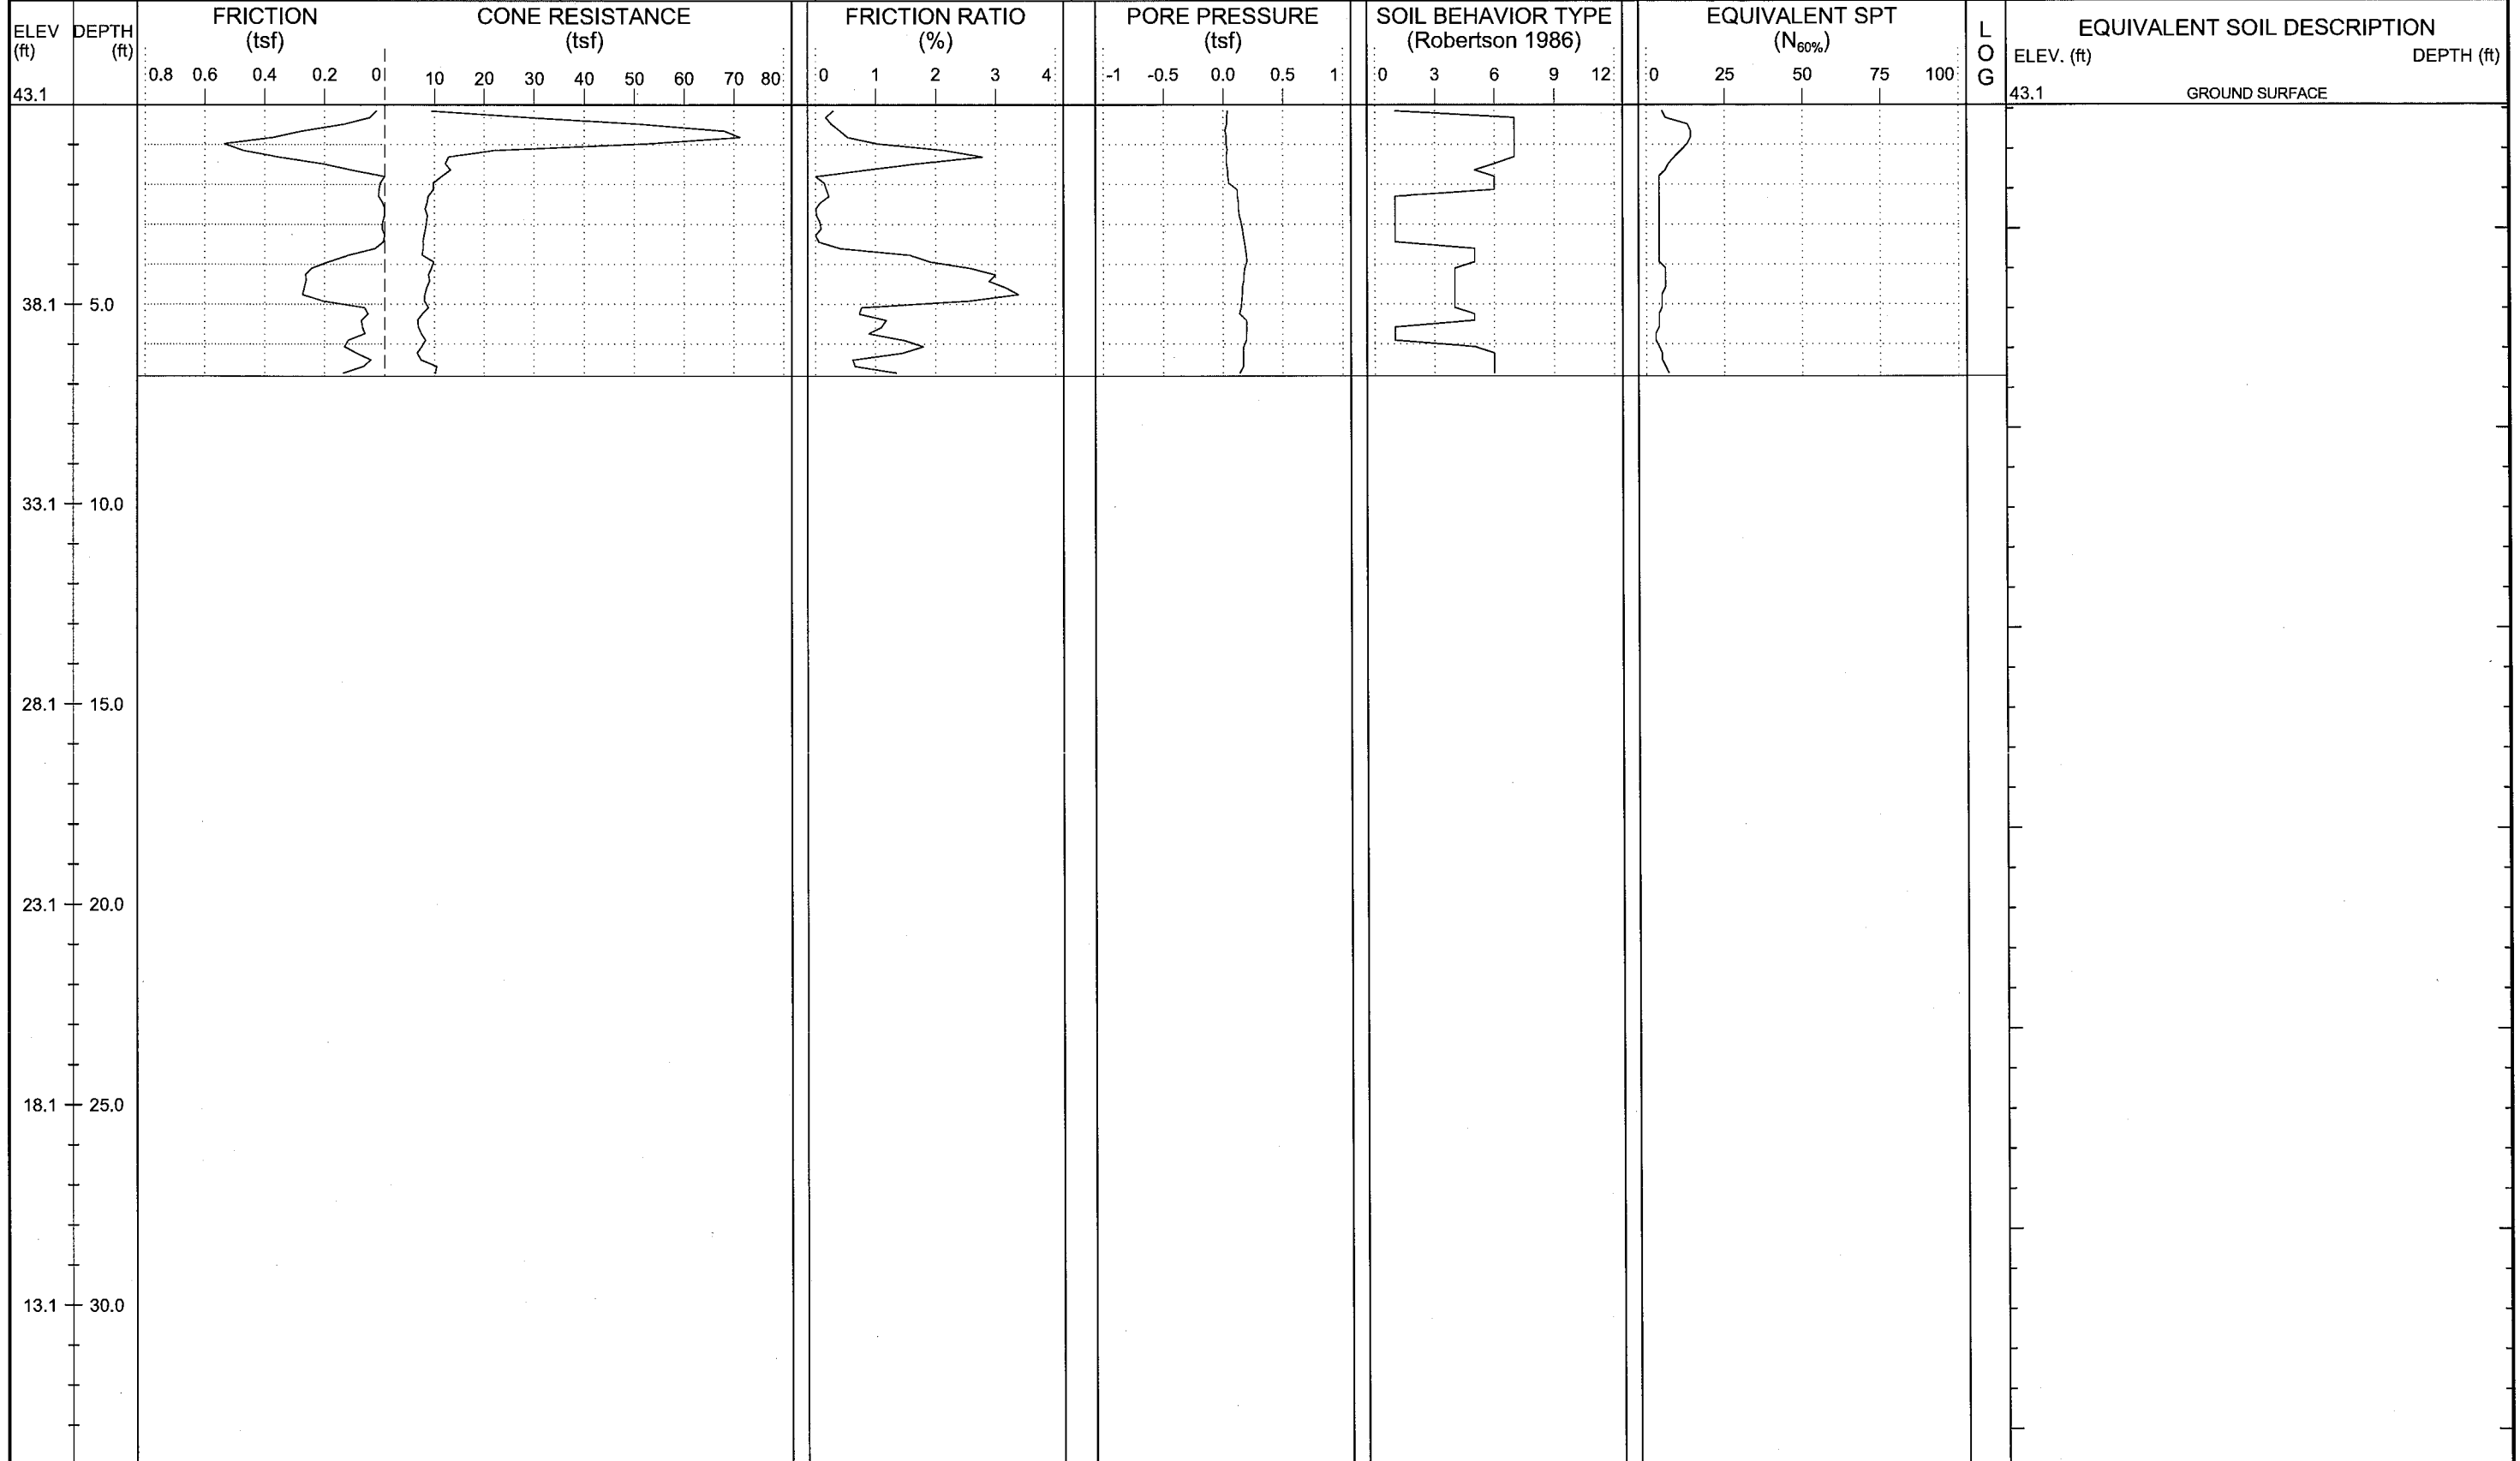 ELEV (ft)
DEPTH (ft)
FRICTION (tsf)
CONE RESISTANCE (tsf)
FRICTION RATIO (%)
PORE PRESSURE (tsf)
SOIL BEHAVIOR TYPE (Robertson 1986)
EQUIVALENT SPT (N60%)
LOG
EQUIVALENT SOIL DESCRIPTION
ELEV. (ft) DEPTH (ft)
0.8 0.6 0.4 0.2 0 10 20 30 40 50 60 70 80 0 1 2 3 4 -1 -0.5 0.0 0.5 1 0 3 6 9 12 0 25 50 75 100
43.1 43.1 GROUND SURFACE
38.1 5.0
33.1 10.0
28.1 15.0
23.1 20.0
18.1 25.0
13.1 30.0